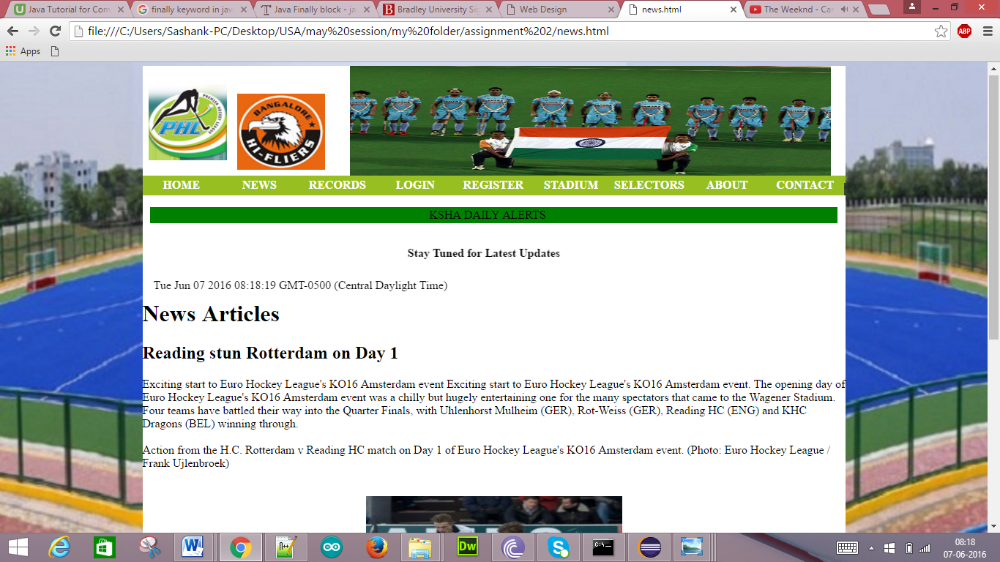 Java Tutorial for Com
finally keyword in jav
Java Finally block - ja
Bradley University Sig
Web Design
news.html
The Weeknd - Can
file:///C:/Users/Sashank-PC/Desktop/USA/may%20session/my%20folder/assignment%202/news.html
ABP
Apps
PREMIER HOCKEY LEAGUE
PHL
BANGALORE
HI-FLIERS
HOME NEWS RECORDS LOGIN REGISTER STADIUM SELECTORS ABOUT CONTACT
KSHA DAILY ALERTS
Stay Tuned for Latest Updates
Tue Jun 07 2016 08:18:19 GMT-0500 (Central Daylight Time)
News Articles
Reading stun Rotterdam on Day 1
Exciting start to Euro Hockey League's KO16 Amsterdam event Exciting start to Euro Hockey League's KO16 Amsterdam event. The opening day of
Euro Hockey League's KO16 Amsterdam event was a chilly but hugely entertaining one for the many spectators that came to the Wagener Stadium.
Four teams have battled their way into the Quarter Finals, with Uhlenhorst Mulheim (GER), Rot-Weiss (GER), Reading HC (ENG) and KHC
Dragons (BEL) winning through.
Action from the H.C. Rotterdam v Reading HC match on Day 1 of Euro Hockey League's KO16 Amsterdam event. (Photo: Euro Hockey League /
Frank Ujlenbroek)
Dw
08:18
07-06-2016